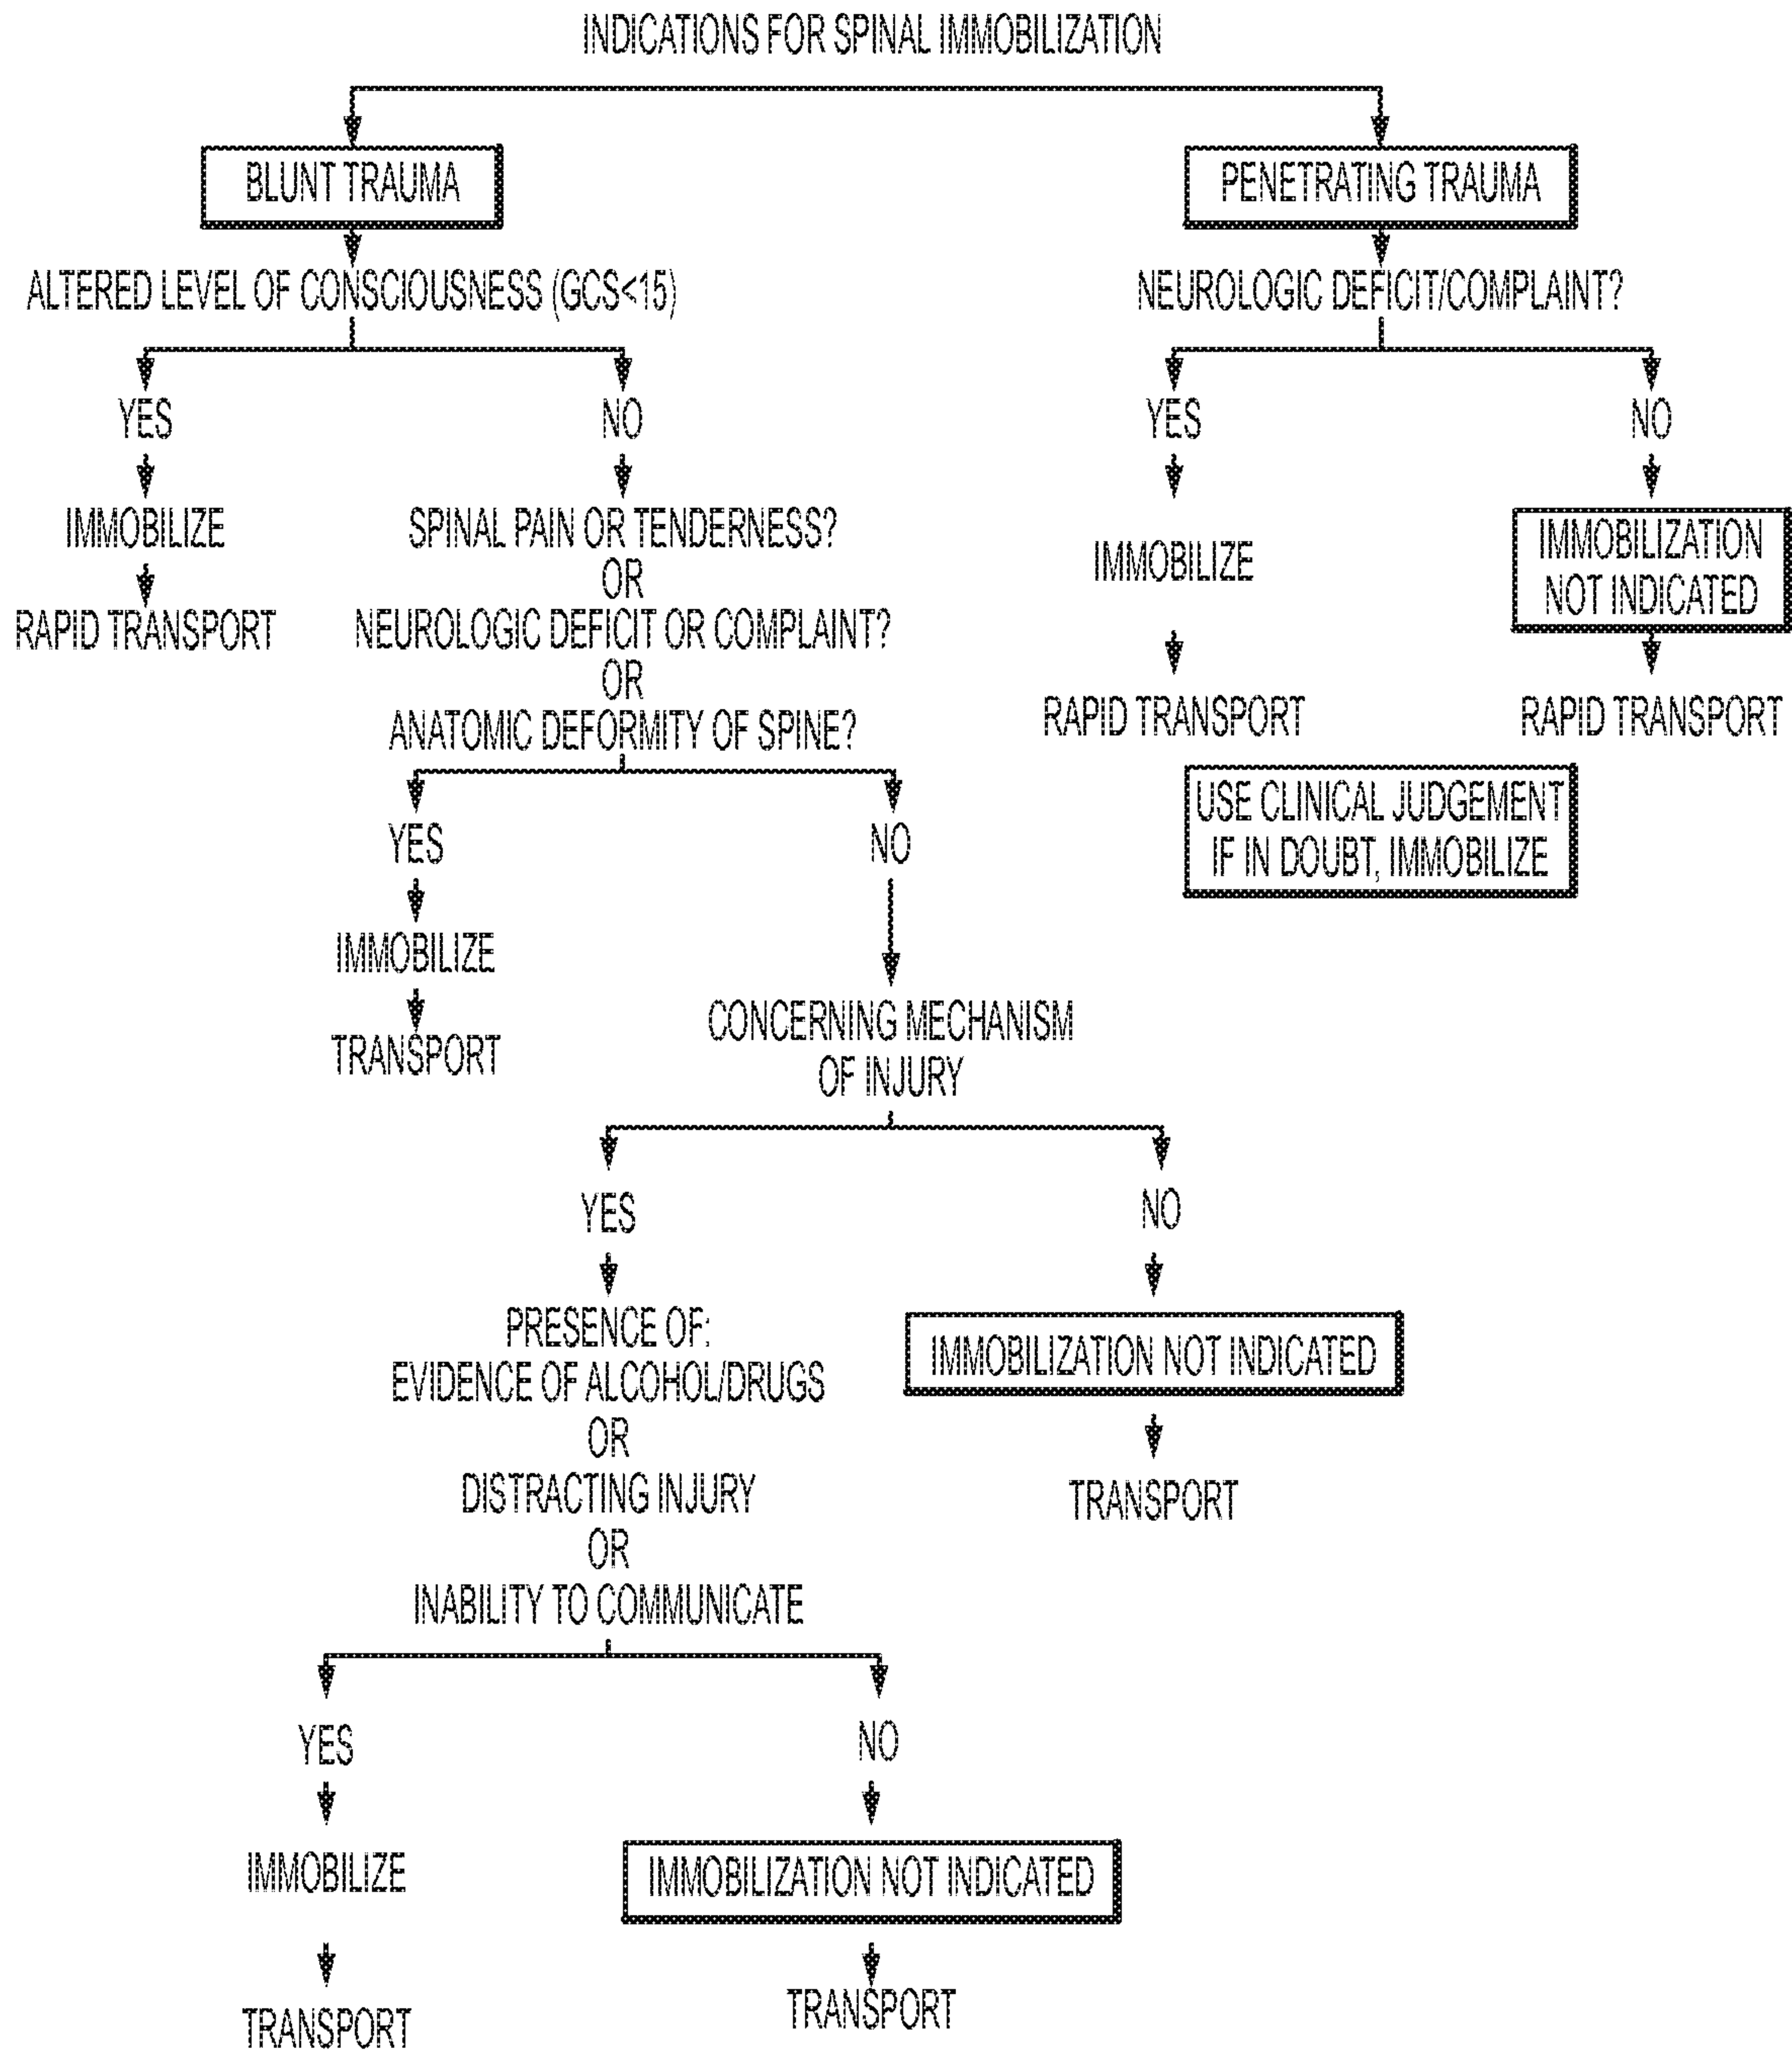 INDICATIONS FOR SPINAL IMMOBILIZATION
BLUNT TRAUMA
ALTERED LEVEL OF CONSCIOUSNESS (GCS<15)
YES
NO
IMMOBILIZE
RAPID TRANSPORT
SPINAL PAIN OR TENDERNESS?
OR
NEUROLOGIC DEFICIT OR COMPLAINT?
OR
ANATOMIC DEFORMITY OF SPINE?
YES
NO
IMMOBILIZE
TRANSPORT
CONCERNING MECHANISM
OF INJURY
YES
NO
PRESENCE OF:
EVIDENCE OF ALCOHOL/DRUGS
OR
DISTRACTING INJURY
OR
INABILITY TO COMMUNICATE
IMMOBILIZATION NOT INDICATED
TRANSPORT
YES
NO
IMMOBILIZE
TRANSPORT
IMMOBILIZATION NOT INDICATED
TRANSPORT
PENETRATING TRAUMA
NEUROLOGIC DEFICIT/COMPLAINT?
YES
NO
IMMOBILIZE
RAPID TRANSPORT
IMMOBILIZATION
NOT INDICATED
RAPID TRANSPORT
USE CLINICAL JUDGEMENT
IF IN DOUBT, IMMOBILIZE